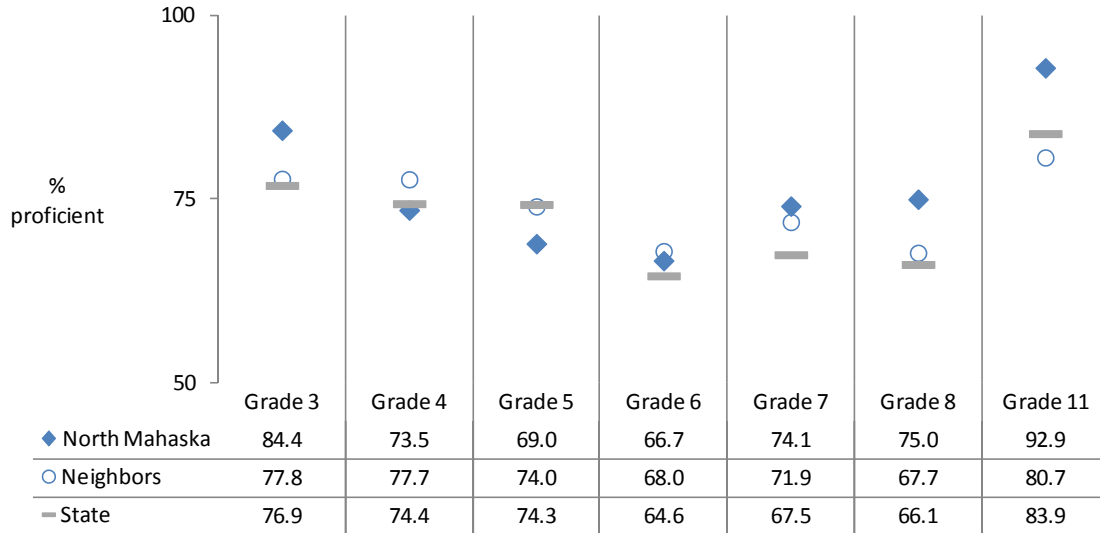 100
%
proficient
75
50
Grade 3 Grade 4 Grade 5 Grade 6 Grade 7 Grade 8 Grade 11
North Mahaska 84.4 73.5 69.0 66.7 74.1 75.0 92.9
Neighbors 77.8 77.7 74.0 68.0 71.9 67.7 80.7
State 76.9 74.4 74.3 64.6 67.5 66.1 83.9